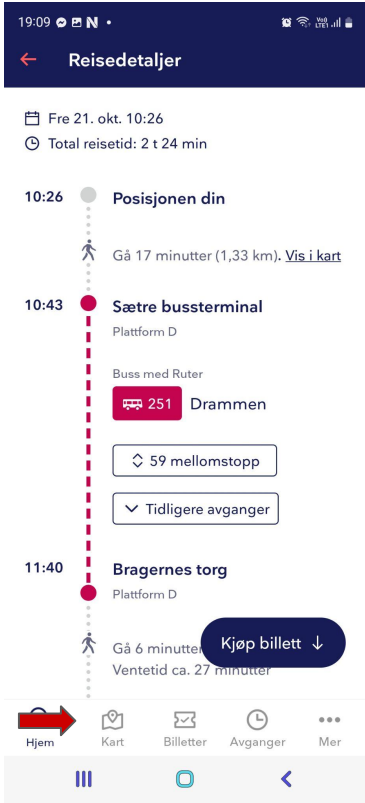 19:09
Vo))
LTE1
Reisedetaljer
Fre 21. okt. 10:26
Total reisetid: 2 t 24 min
10:26 Posisjonen din
Gå 17 minutter (1,33 km). Vis i kart
10:43 Sætre bussterminal
Plattform D
Buss med Ruter
251 Drammen
59 mellomstopp
Tidligere avganger
11:40 Bragernes torg
Plattform D
Gå 6 minutter
Kjøp billett
Ventetid ca. 27 minutter
Hjem Kart Billetter Avganger Mer